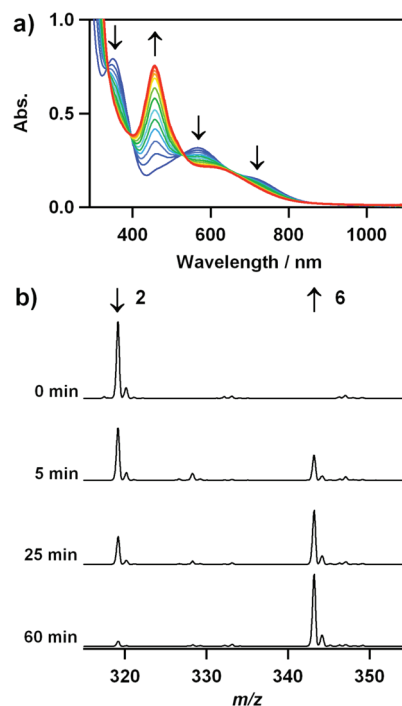 a)
↓ ↑ ↓ ↓
1.0
0.5
0.0
Abs.
400 600 800 1000
Wavelength / nm
b)
↓ 2 ↑ 6
0 min
5 min
25 min
60 min
320 330 340 350
m/z